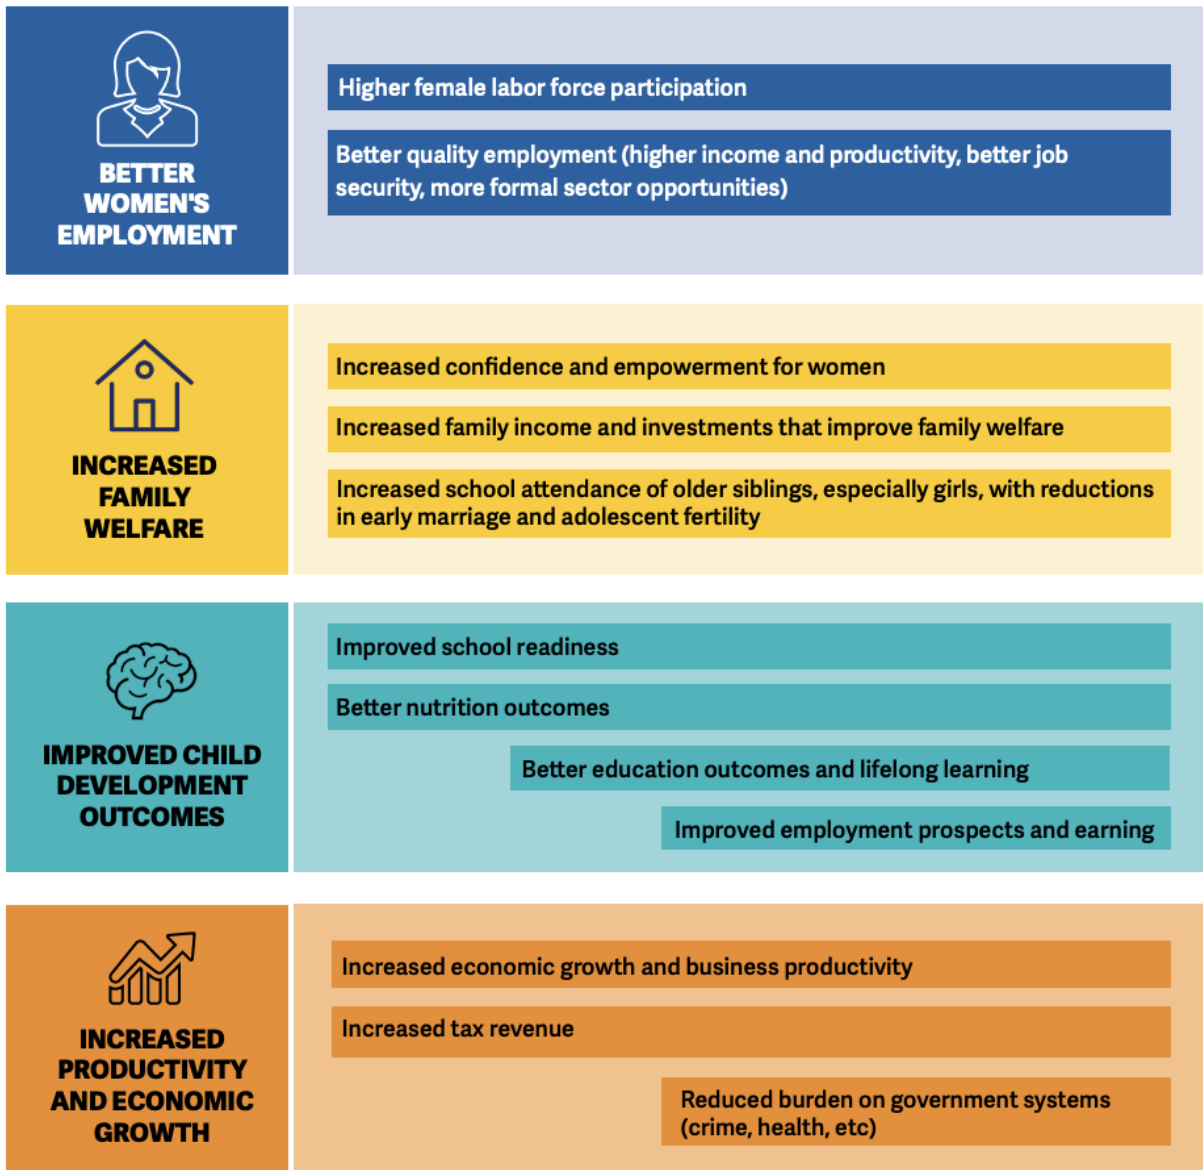 BETTER
WOMEN'S
EMPLOYMENT
Higher female labor force participation
Better quality employment (higher income and productivity, better job
security, more formal sector opportunities)
INCREASED
FAMILY
WELFARE
Increased confidence and empowerment for women
Increased family income and investments that improve family welfare
Increased school attendance of older siblings, especially girls, with reductions
in early marriage and adolescent fertility
IMPROVED CHILD
DEVELOPMENT
OUTCOMES
Improved school readiness
Better nutrition outcomes
Better education outcomes and lifelong learning
Improved employment prospects and earning
INCREASED
PRODUCTIVITY
AND ECONOMIC
GROWTH
Increased economic growth and business productivity
Increased tax revenue
Reduced burden on government systems
(crime, health, etc)